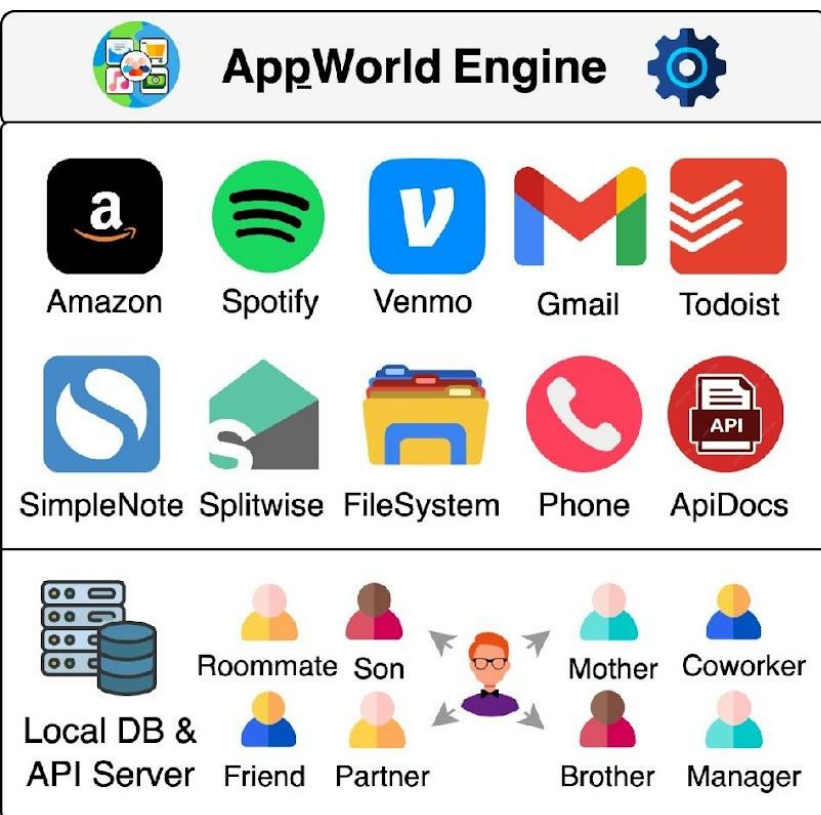 AppWorld Engine
a
Amazon Spotify Venmo Gmail Todoist
API
SimpleNote Splitwise FileSystem Phone ApiDocs
Roommate Son Mother Coworker
Local DB &
API Server
Friend Partner Brother Manager